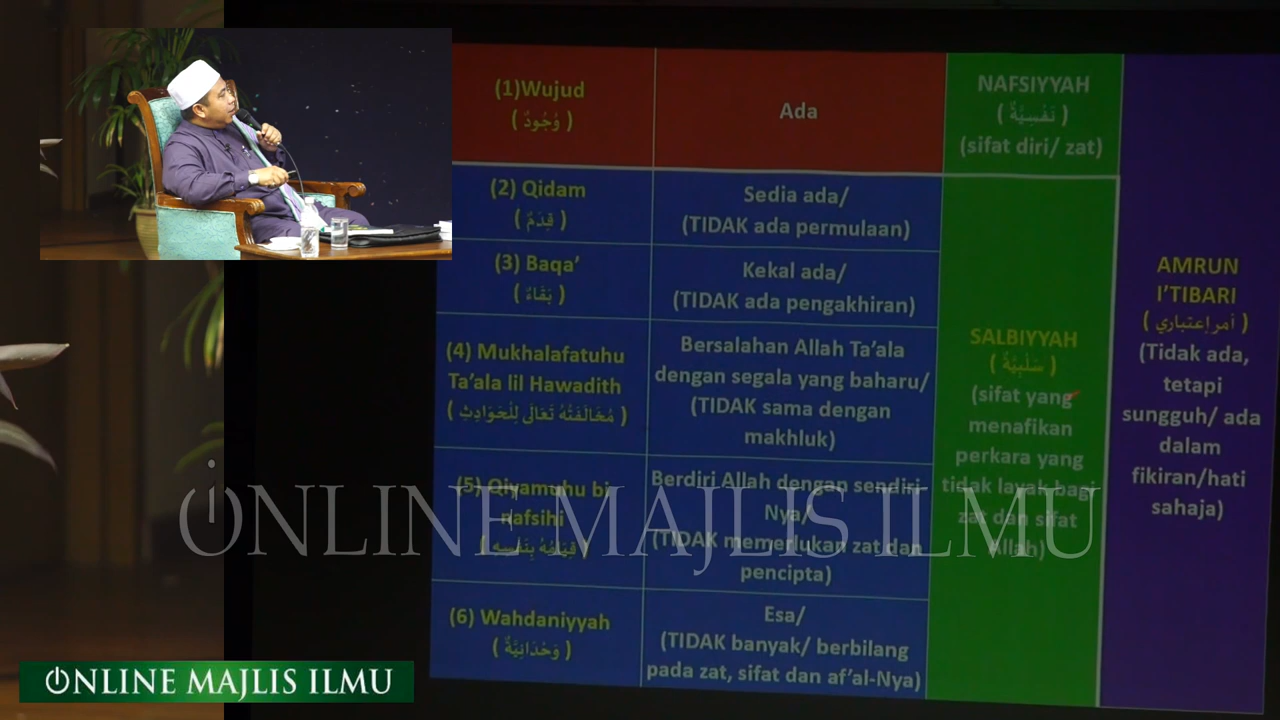 (1)Wujud
( وُجُودٌ )
Ada
NAFSIYYAH
( نَفْسِيَّةٌ )
(sifat diri/ zat)
(2) Qidam
( قِدَمٌ )
Sedia ada/
(TIDAK ada permulaan)
(3) Baqa’
( بَقَاءٌ )
Kekal ada/
(TIDAK ada pengakhiran)
(4) Mukhalafatuhu
Ta’ala lil Hawadith
( مُخَالَفَتُهُ تَعَالَى لِلْحَوَادِثِ )
Bersalahan Allah Ta’ala
dengan segala yang baharu/
(TIDAK sama dengan
makhluk)
(5) Qiyamuhu bi
nafsihi
( قِيَامُهُ بِنَفْسِهِ )
Berdiri Allah dengan sendiri
Nya/
(TIDAK memerlukan zat dan
pencipta)
(6) Wahdaniyyah
( وَحْدَانِيَّةٌ )
Esa/
(TIDAK banyak/ berbilang
pada zat, sifat dan af’al-Nya)
SALBIYYAH
( سَلْبِيَّةٌ )
(sifat yang
menafikan
perkara yang
tidak layak bagi
zat dan sifat
Allah)
AMRUN
I’TIBARI
( أمر إعتباري )
(Tidak ada,
tetapi
sungguh/ ada
dalam
fikiran/hati
sahaja)
ONLINE MAJLIS ILMU
ONLINE MAJLIS ILMU